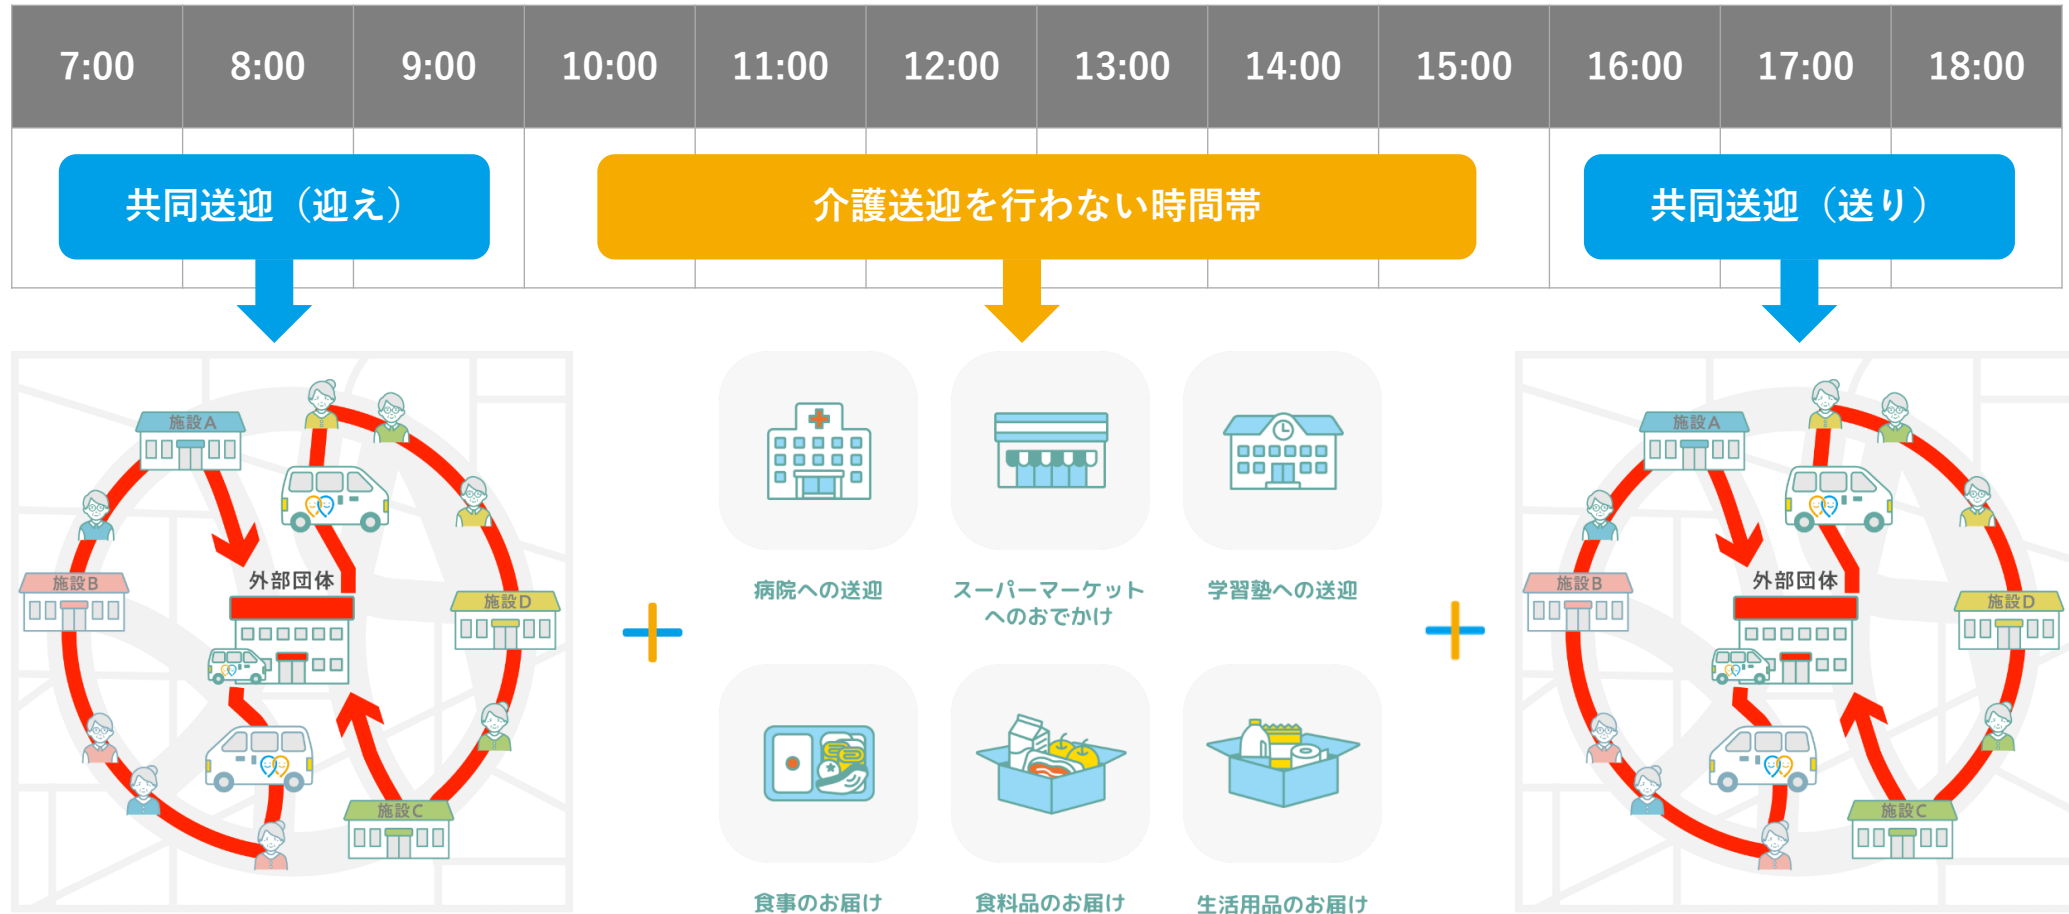 7:00 8:00 9:00 10:00 11:00 12:00 13:00 14:00 15:00 16:00 17:00 18:00
共同送迎（迎え）
介護送迎を行わない時間帯
共同送迎（送り）
施設A
施設B
外部団体
施設D
施設C
病院への送迎
スーパーマーケット
へのおでかけ
学習塾への送迎
食事のお届け
食料品のお届け
生活用品のお届け
施設A
施設B
外部団体
施設D
施設C